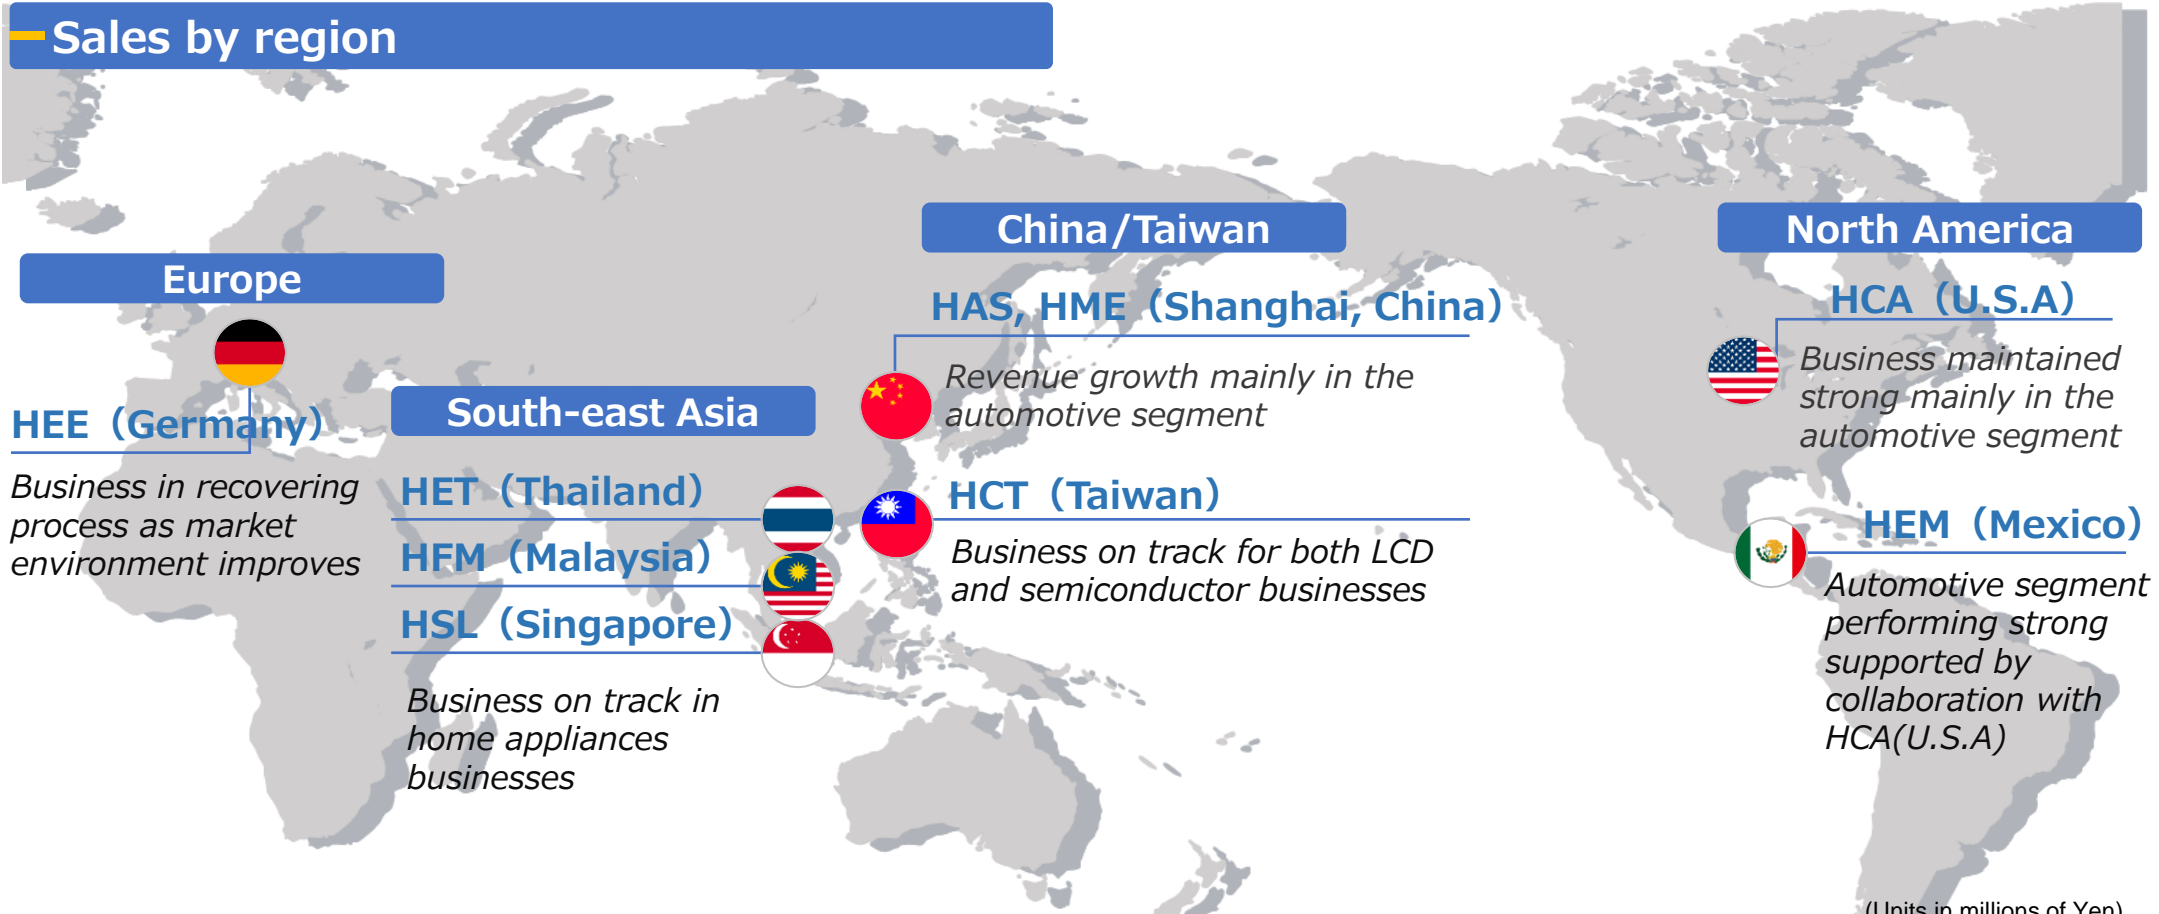 Sales by region
Europe
HEE（Germany）
Business in recovering
process as market
environment improves
South-east Asia
HET（Thailand）
HFM（Malaysia）
HSL（Singapore）
Business on track in
home appliances
businesses
China/Taiwan
HAS, HME（Shanghai, China）
Revenue growth mainly in the
automotive segment
HCT（Taiwan）
Business on track for both LCD
and semiconductor businesses
North America
HCA（U.S.A）
Business maintained
strong mainly in the
automotive segment
HEM（Mexico）
Automotive segment
performing strong
supported by
collaboration with
HCA(U.S.A)
(Units in millions of Yen)